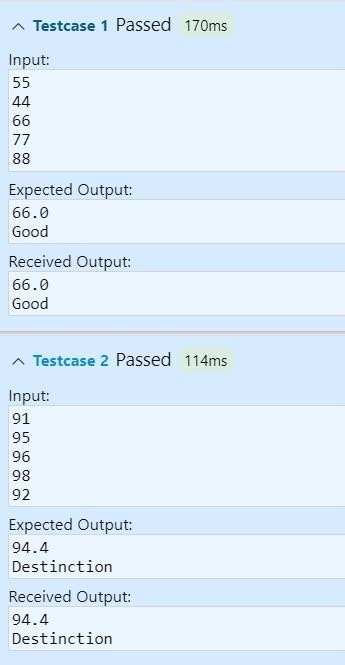 Testcase 1 Passed 170ms
Input:
55
44
66
77
88
Expected Output:
66.0
Good
Received Output:
66.0
Good
Testcase 2 Passed 114ms
Input:
91
95
96
98
92
Expected Output:
94.4
Destinction
Received Output:
94.4
Destinction